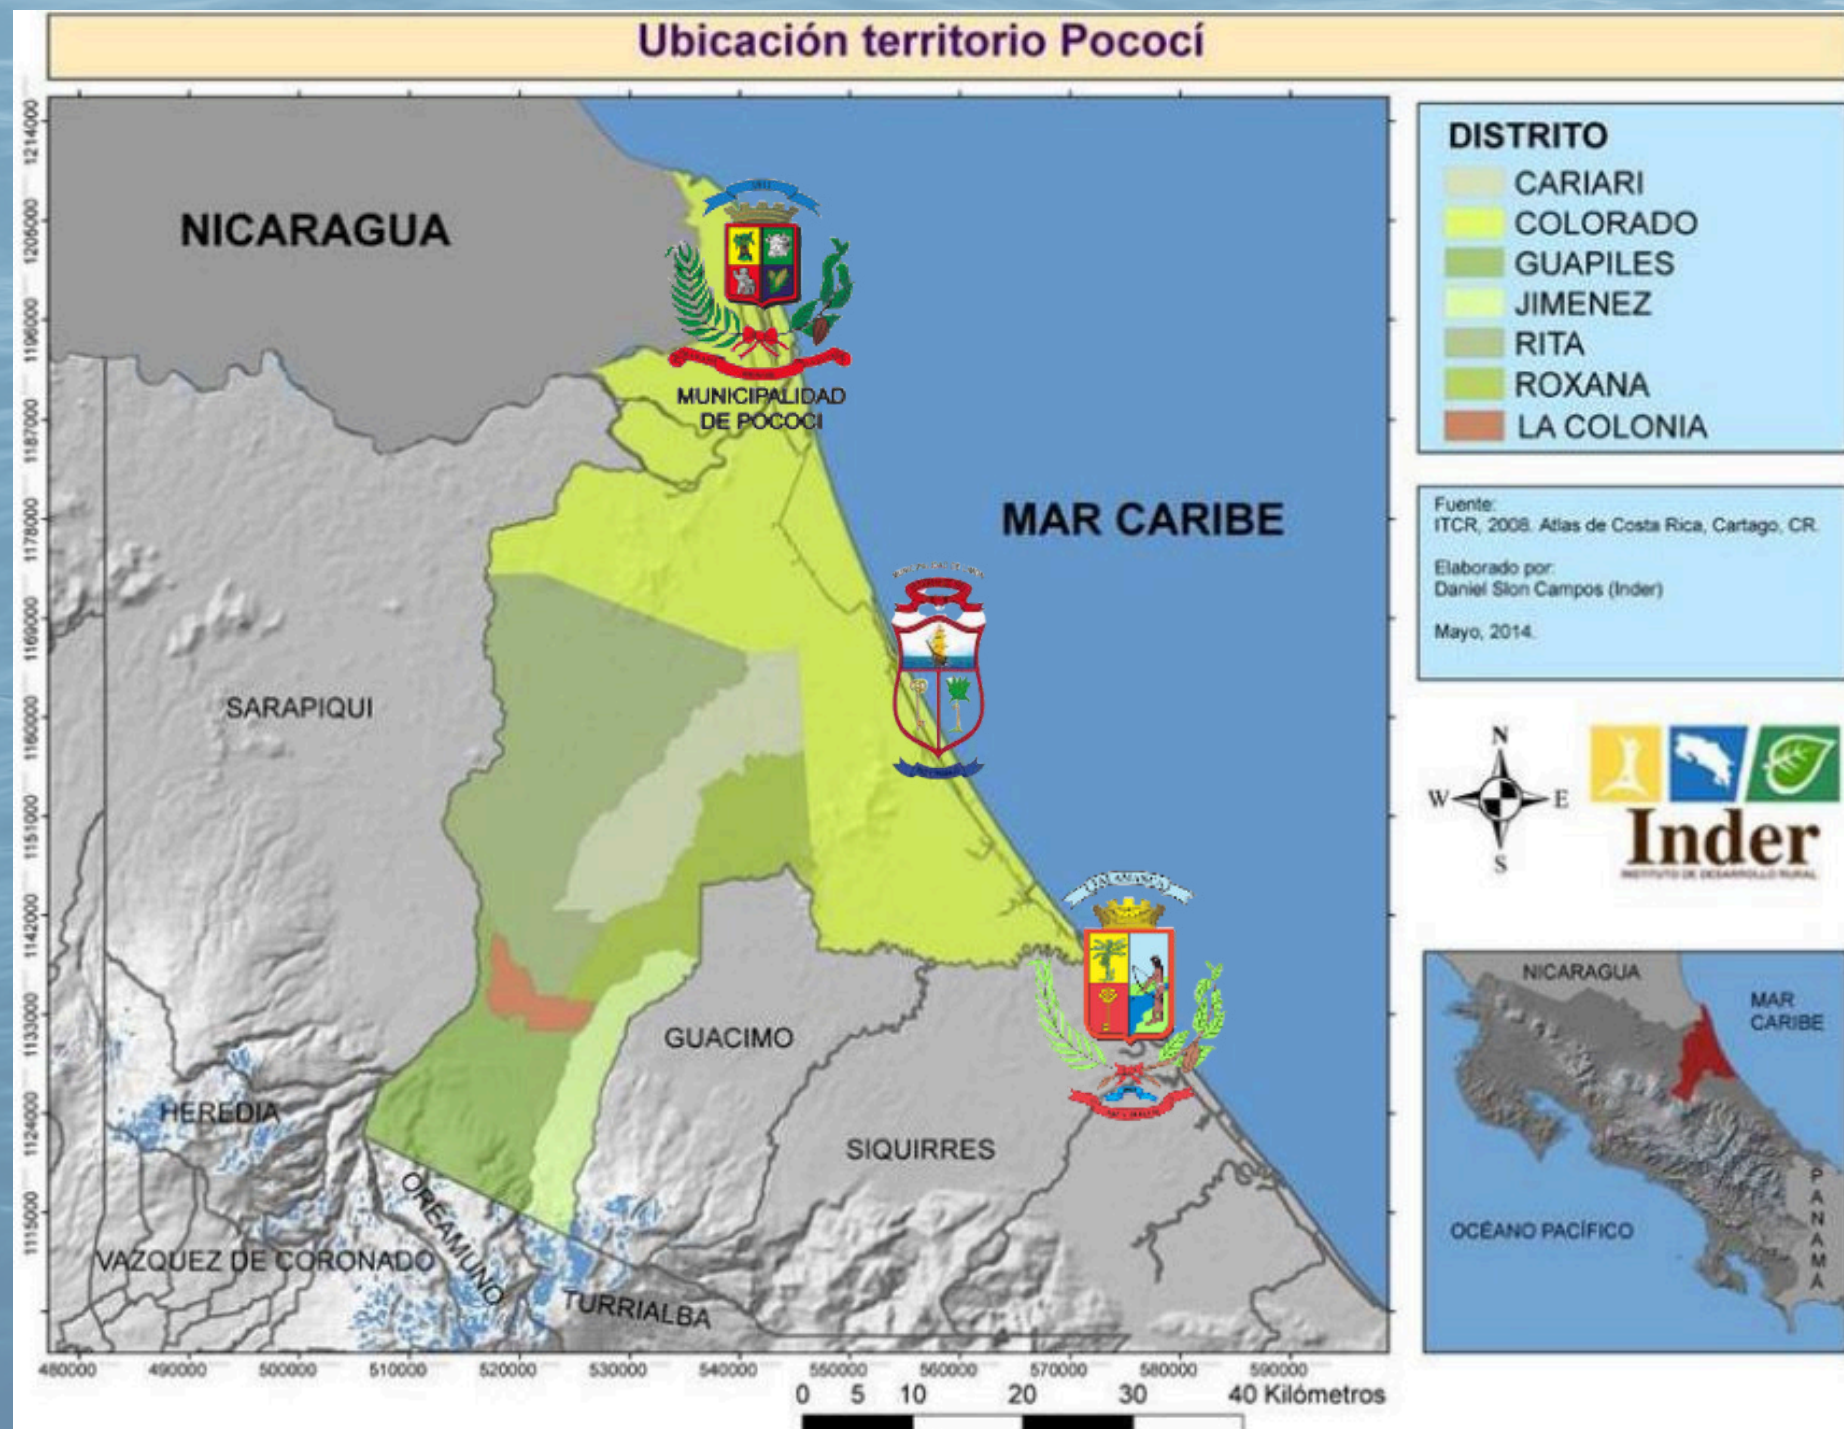 Ubicación territorio Pococí
1214000
1205000
1196000
1187000
1178000
1169000
1160000
1151000
1142000
1133000
1124000
1115000
NICARAGUA
MUNICIPALIDAD
DE POCOCI
MAR CARIBE
SARAPIQUI
GUACIMO
HEREDIA
SIQUIRRES
OREAMUNO
VAZQUEZ DE CORONADO
TURRIALBA
480000 490000 500000 510000 520000 530000 540000 550000 560000 570000 580000 590000
0 5 10 20 30 40 Kilómetros
DISTRITO
CARIARI
COLORADO
GUAPILES
JIMENEZ
RITA
ROXANA
LA COLONIA
Fuente:
ITCR, 2008. Atlas de Costa Rica, Cartago, CR.
Elaborado por:
Daniel Slon Campos (Inder)
Mayo, 2014.
N
W E
S
Inder
INSTITUTO DE DESARROLLO RURAL
NICARAGUA
MAR
CARIBE
OCÉANO PACÍFICO
PANAMÁ